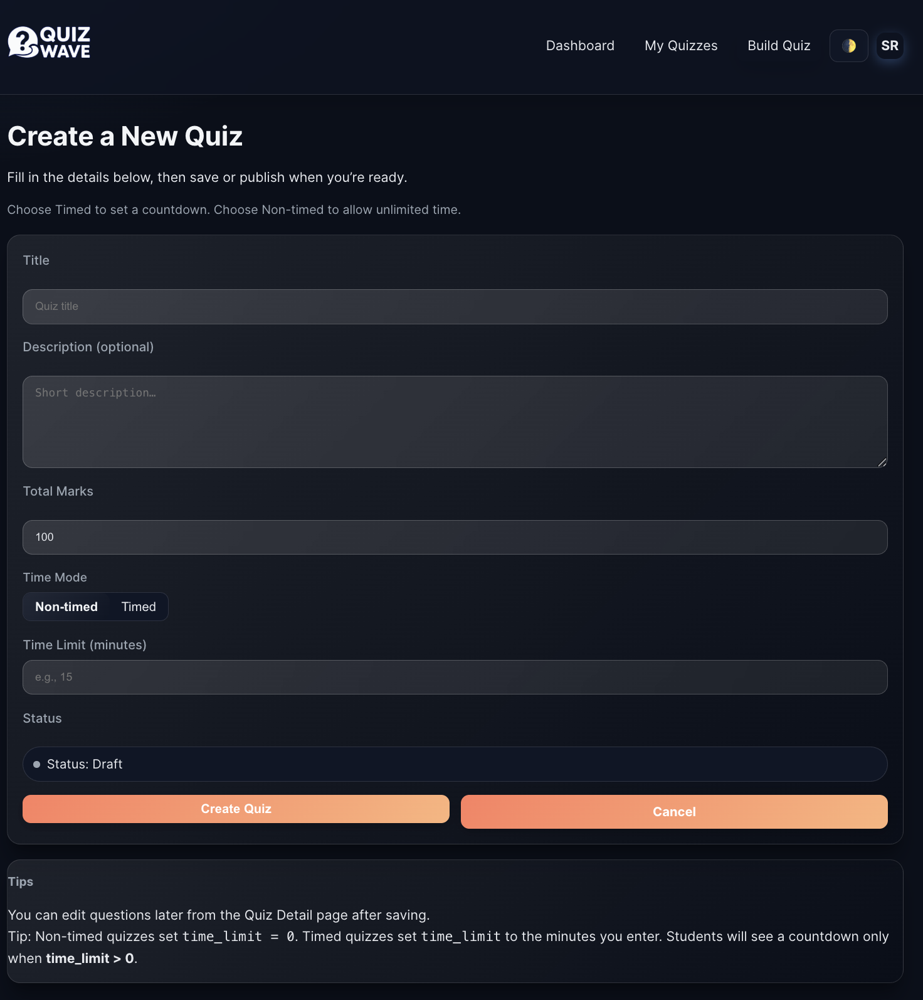 QUIZ
WAVE
Dashboard My Quizzes Build Quiz SR
Create a New Quiz
Fill in the details below, then save or publish when you’re ready.
Choose Timed to set a countdown. Choose Non-timed to allow unlimited time.
Title
Quiz title
Description (optional)
Short description…
Total Marks
100
Time Mode
Non-timed Timed
Time Limit (minutes)
e.g., 15
Status
Status: Draft
Create Quiz Cancel
Tips
You can edit questions later from the Quiz Detail page after saving.
Tip: Non-timed quizzes set time_limit = 0. Timed quizzes set time_limit to the minutes you enter. Students will see a countdown only
when time_limit > 0.